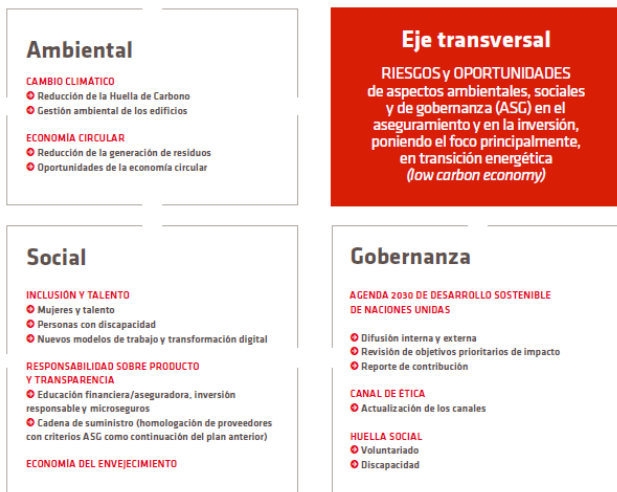 Ambiental
CAMBIO CLIMÁTICO
Reducción de la Huella de Carbono
Gestión ambiental de los edificios
ECONOMÍA CIRCULAR
Reducción de la generación de residuos
Oportunidades de la economía circular
Eje transversal
RIESGOS y OPORTUNIDADES
de aspectos ambientales, sociales
y de gobernanza (ASG) en el
aseguramiento y en la inversión,
poniendo el foco principalmente,
en transición energética
(low carbon economy)
Social
INCLUSIÓN Y TALENTO
Mujeres y talento
Personas con discapacidad
Nuevos modelos de trabajo y transformación digital
RESPONSABILIDAD SOBRE PRODUCTO
Y TRANSPARENCIA
Educación financiera/aseguradora, inversión
responsable y microseguros
Cadena de suministro (homologación de proveedores
con criterios ASG como continuación del plan anterior)
ECONOMÍA DEL ENVEJECIMIENTO
Gobernanza
AGENDA 2030 DE DESARROLLO SOSTENIBLE
DE NACIONES UNIDAS
Difusión interna y externa
Revisión de objetivos prioritarios de impacto
Reporte de contribución
CANAL DE ÉTICA
Actualización de los canales
HUELLA SOCIAL
Voluntariado
Discapacidad